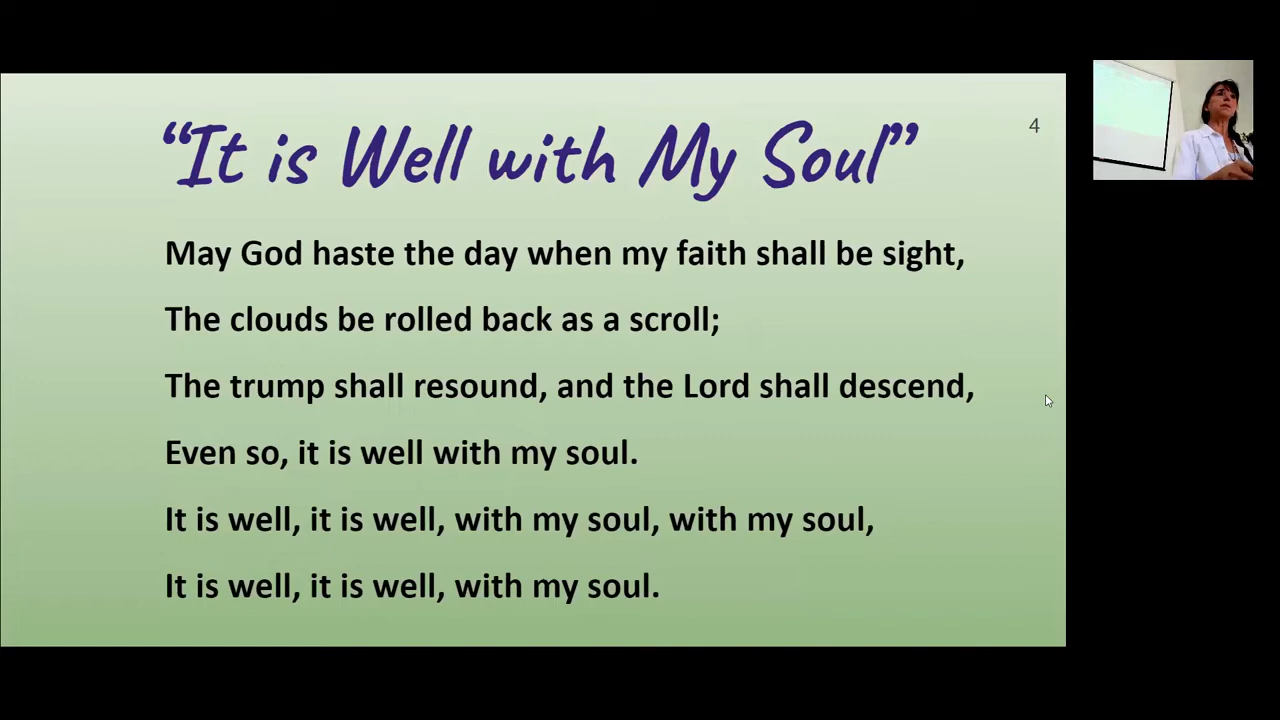 “It is Well with My Soul”
4
May God haste the day when my faith shall be sight,
The clouds be rolled back as a scroll;
The trump shall resound, and the Lord shall descend,
Even so, it is well with my soul.
It is well, it is well, with my soul, with my soul,
It is well, it is well, with my soul.